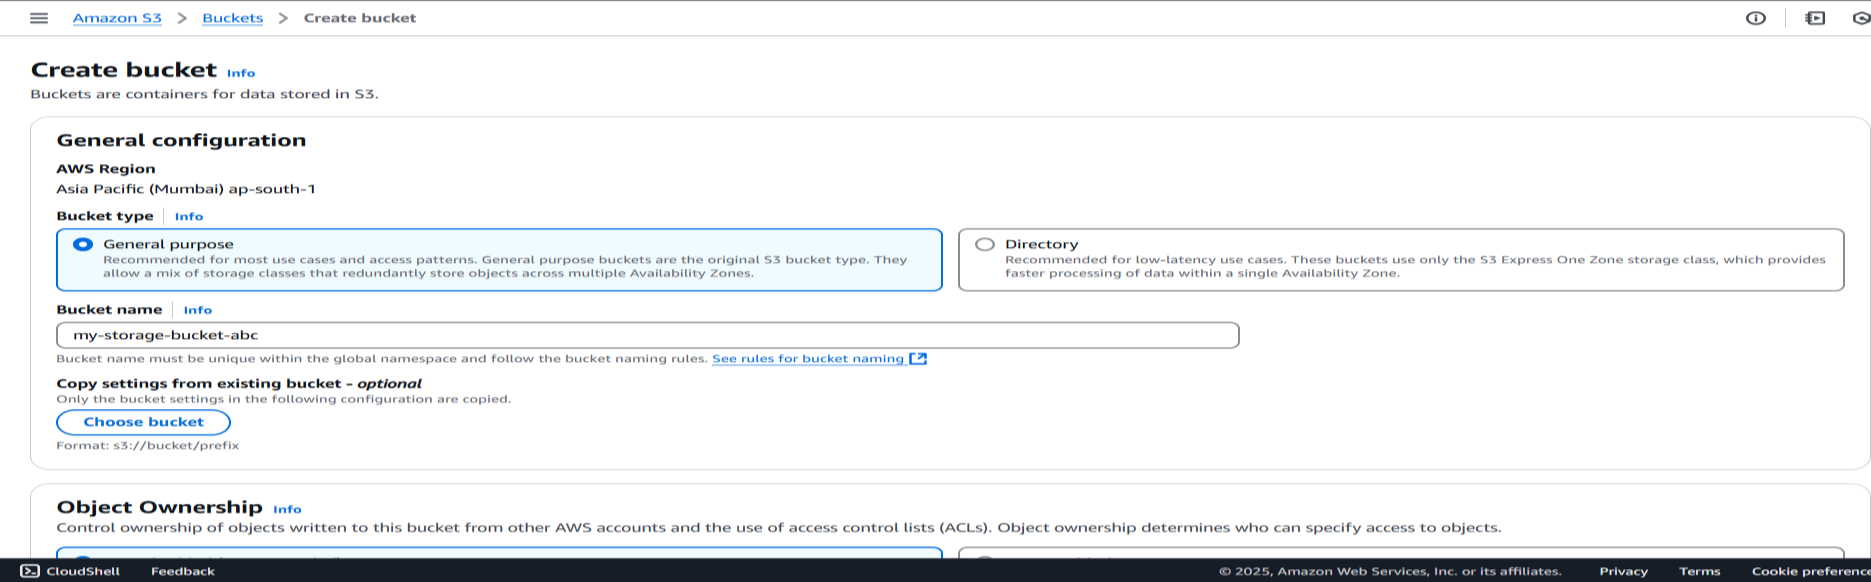 Amazon S3 > Buckets > Create bucket
Create bucket Info
Buckets are containers for data stored in S3.
General configuration
AWS Region
Asia Pacific (Mumbai) ap-south-1
Bucket type Info
General purpose
Recommended for most use cases and access patterns. General purpose buckets are the original S3 bucket type. They
allow a mix of storage classes that redundantly store objects across multiple Availability Zones.
Directory
Recommended for low-latency use cases. These buckets use only the S3 Express One Zone storage class, which provides
faster processing of data within a single Availability Zone.
Bucket name Info
my-storage-bucket-abc
Bucket name must be unique within the global namespace and follow the bucket naming rules. See rules for bucket naming
Copy settings from existing bucket - optional
Only the bucket settings in the following configuration are copied.
Choose bucket
Format: s3://bucket/prefix
Object Ownership Info
Control ownership of objects written to this bucket from other AWS accounts and the use of access control lists (ACLs). Object ownership determines who can specify access to objects.
CloudShell Feedback © 2025, Amazon Web Services, Inc. or its affiliates. Privacy Terms Cookie preferenc